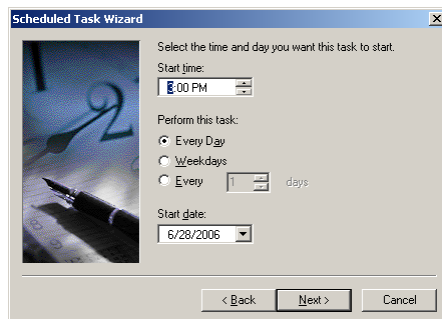 Scheduled Task Wizard
Select the time and day you want this task to start.
Start time:
3:00 PM
Perform this task:
Every Day
Weekdays
Every 1 days
Start date:
6/28/2006
< Back Next > Cancel